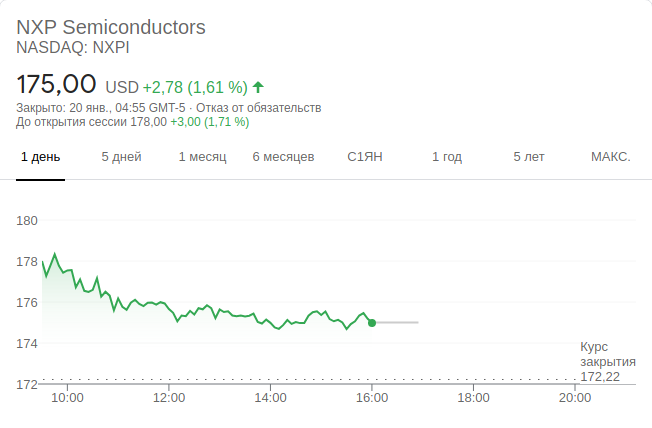 NXP Semiconductors
NASDAQ: NXPI
175,00 USD +2,78 (1,61 %)
Закрыто: 20 янв., 04:55 GMT-5 · Отказ от обязательств
До открытия сессии 178,00 +3,00 (1,71 %)
1 день 5 дней 1 месяц 6 месяцев С1ЯН 1 год 5 лет МАКС.
180
178
176
174
Курс
закрытия
172,22
172
10:00 12:00 14:00 16:00 18:00 20:00